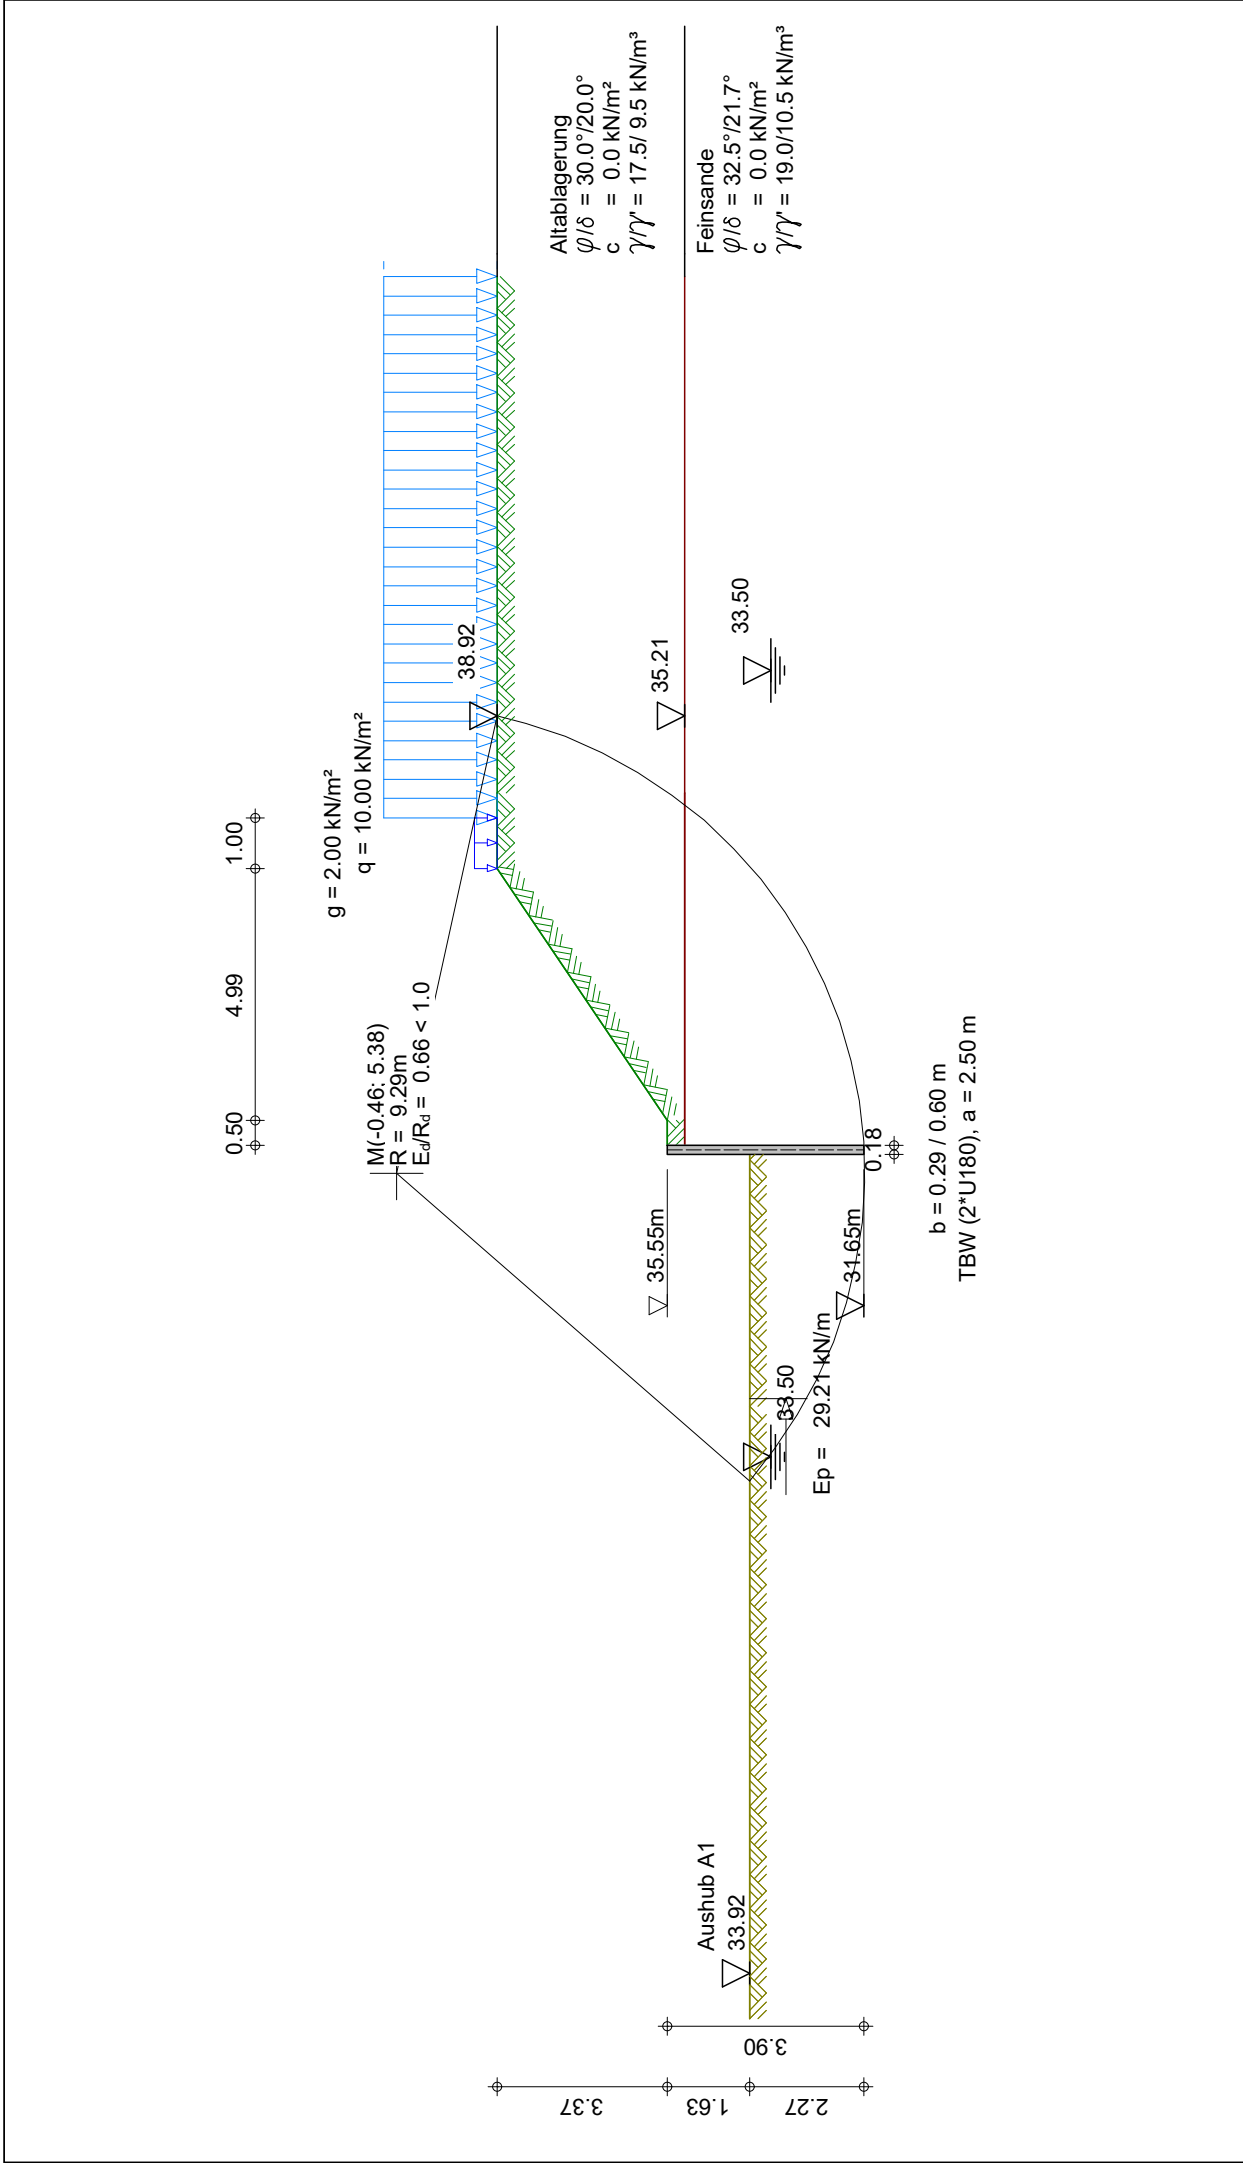 0.50
4.99
1.00
g = 2.00 kN/m²
q = 10.00 kN/m²
M(-0.46; 5.38)
R = 9.29m
Ed/Rd = 0.66 < 1.0
38.92
Altablagerung
φ/δ = 30.0°/20.0°
c = 0.0 kN/m²
γ/γ' = 17.5/ 9.5 kN/m³
35.21
Feinsande
φ/δ = 32.5°/21.7°
c = 0.0 kN/m²
γ/γ' = 19.0/10.5 kN/m³
33.50
35.55m
31.65m
0.18
33.50
Ep = 29.21 kN/m
b = 0.29 / 0.60 m
TBW (2*U180), a = 2.50 m
Aushub A1
33.92
3.90
3.37
1.63
2.27